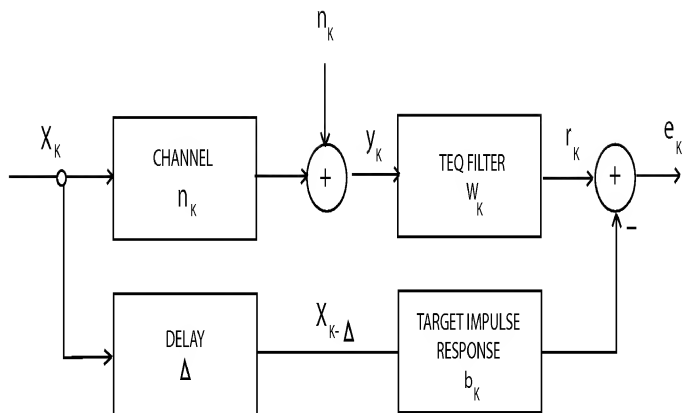 n_K
X_K
CHANNEL
n_K
+
y_K
TEQ FILTER
W_K
r_K
+
e_K
−
DELAY
Δ
X_K-Δ
TARGET IMPULSE
RESPONSE
b_K